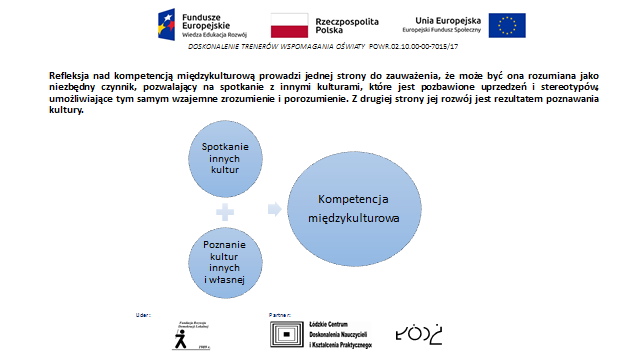 Fundusze
Europejskie
Wiedza Edukacja Rozwój
Rzeczpospolita
Polska
Unia Europejska
Europejski Fundusz Społeczny
DOSKONALENIE TRENERÓW WSPOMAGANIA OŚWIATY POWR.02.10.00-00-7015/17
Refleksja nad kompetencją międzykulturową prowadzi jednej strony do zauważenia, że może być ona rozumiana jako
niezbędny czynnik, pozwalający na spotkanie z innymi kulturami, które jest pozbawione uprzedzeń i stereotypów,
umożliwiające tym samym wzajemne zrozumienie i porozumienie. Z drugiej strony jej rozwój jest rezultatem poznawania
kultury.
Spotkanie
innych
kultur
Poznanie
kultur
innych
i własnej
Kompetencja
międzykulturowa
Lider:
Partner:
Fundacja Rozwoju
Demokracji Lokalnej
Łódzkie Centrum
Doskonalenia Nauczycieli
i Kształcenia Praktycznego
ŁÓDŹ